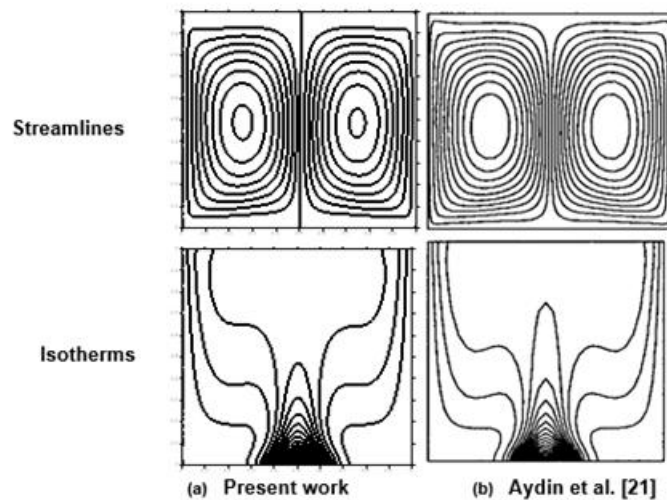 Streamlines
Isotherms
(a) Present work
(b) Aydin et al. [21]